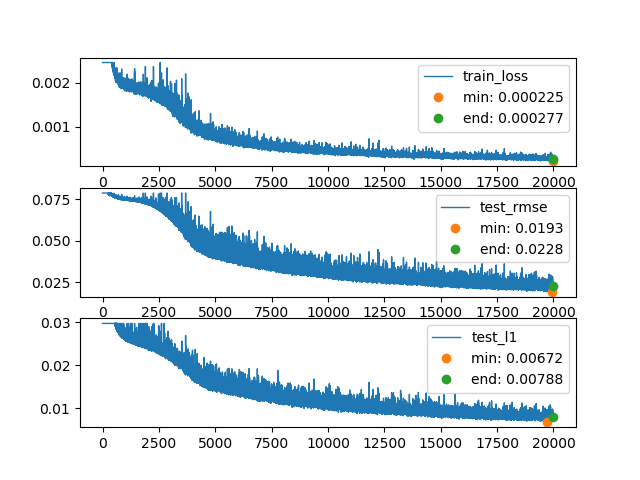 train_loss
min: 0.000225
end: 0.000277
0.002
0.001
0 2500 5000 7500 10000 12500 15000 17500 20000
test_rmse
min: 0.0193
end: 0.0228
0.075
0.050
0.025
0 2500 5000 7500 10000 12500 15000 17500 20000
test_l1
min: 0.00672
end: 0.00788
0.03
0.02
0.01
0 2500 5000 7500 10000 12500 15000 17500 20000